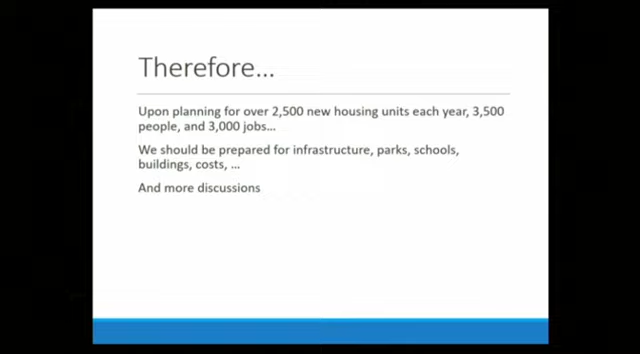 Therefore...
Upon planning for over 2,500 new housing units each year, 3,500
people, and 3,000 jobs...
We should be prepared for infrastructure, parks, schools,
buildings, costs, ...
And more discussions